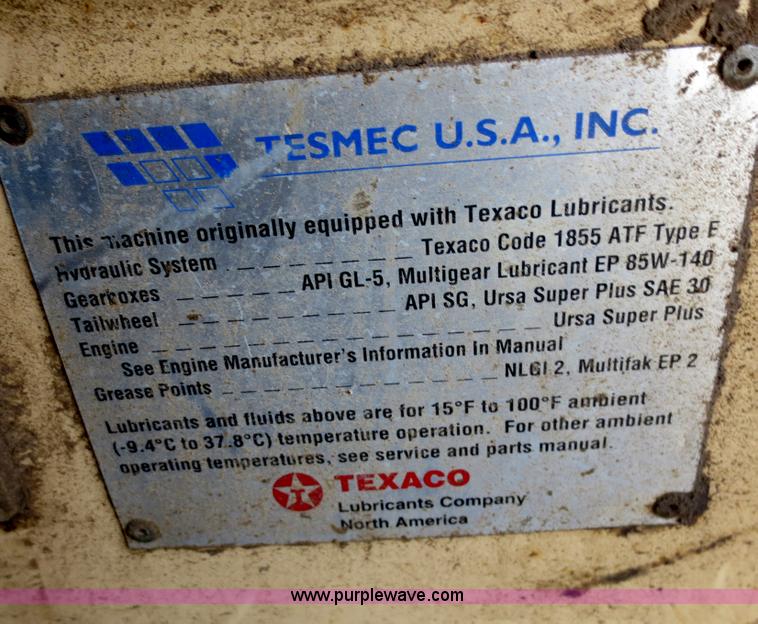 TESMEC U.S.A., INC.
This machine originally equipped with Texaco Lubricants.
Hydraulic System _ _ _ _ _ _ _ Texaco Code 1855 ATF Type E
Gearboxes _ _ _ _ _ API GL-5, Multigear Lubricant EP 85W-140
Tailwheel _ _ _ _ _ _ _ _ _ API SG, Ursa Super Plus SAE 30
Engine _ _ _ _ _ _ _ _ _ _ _ _ _ _ _ _ Ursa Super Plus
See Engine Manufacturer's Information In Manual
Grease Points _ _ _ _ _ _ _ _ _ _ _ NLGI 2, Multifak EP 2
Lubricants and fluids above are for 15°F to 100°F ambient
(-9.4°C to 37.8°C) temperature operation. For other ambient
operating temperatures, see service and parts manual.
T TEXACO
Lubricants Company
North America
www.purplewave.com